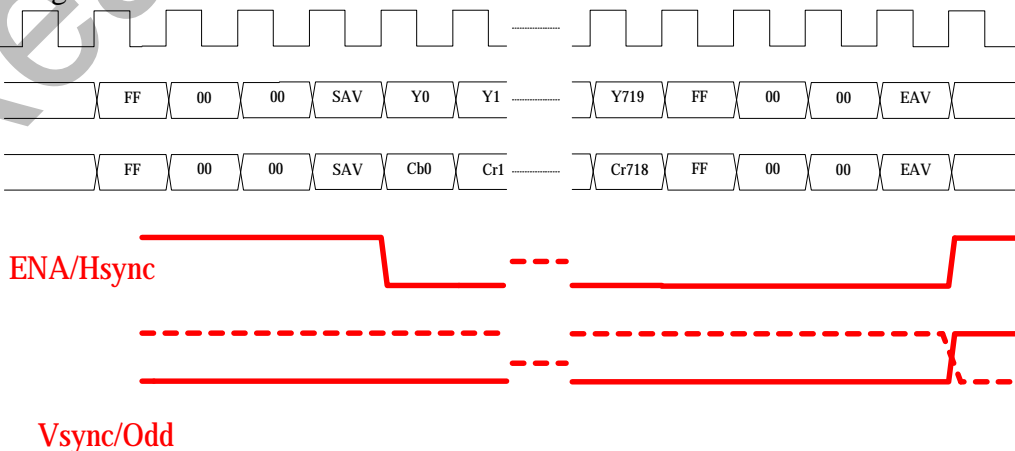 FF 00 00 SAV Y0 Y1 Y719 FF 00 00 EAV
FF 00 00 SAV Cb0 Cr1 Cr718 FF 00 00 EAV
ENA/Hsync
Vsync/Odd